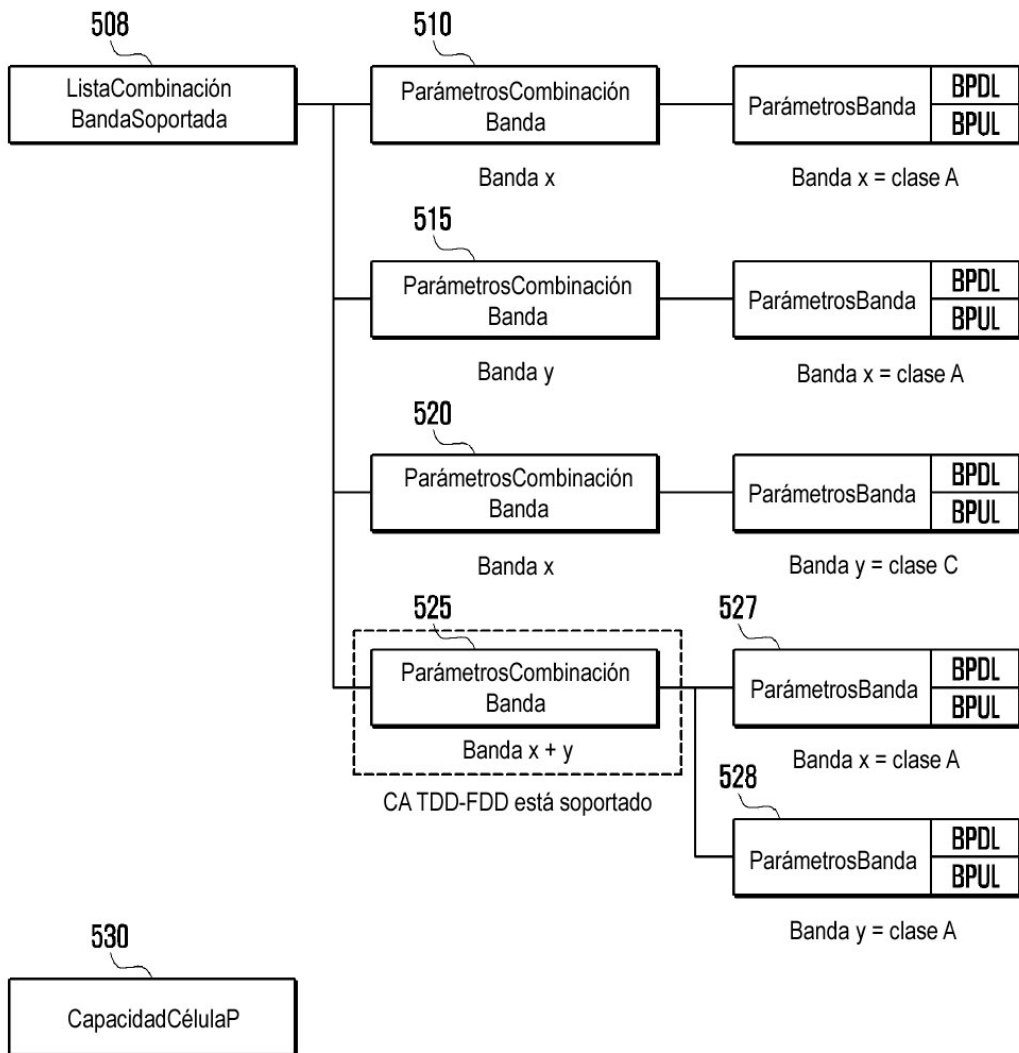 508
510
ListaCombinación
BandaSoportada
ParámetrosCombinación
Banda
ParámetrosBanda
BPDL
BPUL
Banda x
Banda x = clase A
515
ParámetrosCombinación
Banda
ParámetrosBanda
BPDL
BPUL
Banda y
Banda x = clase A
520
ParámetrosCombinación
Banda
ParámetrosBanda
BPDL
BPUL
Banda x
Banda y = clase C
525
527
ParámetrosCombinación
Banda
ParámetrosBanda
BPDL
BPUL
Banda x + y
Banda x = clase A
CA TDD-FDD está soportado
528
ParámetrosBanda
BPDL
BPUL
Banda y = clase A
530
CapacidadCélulaP